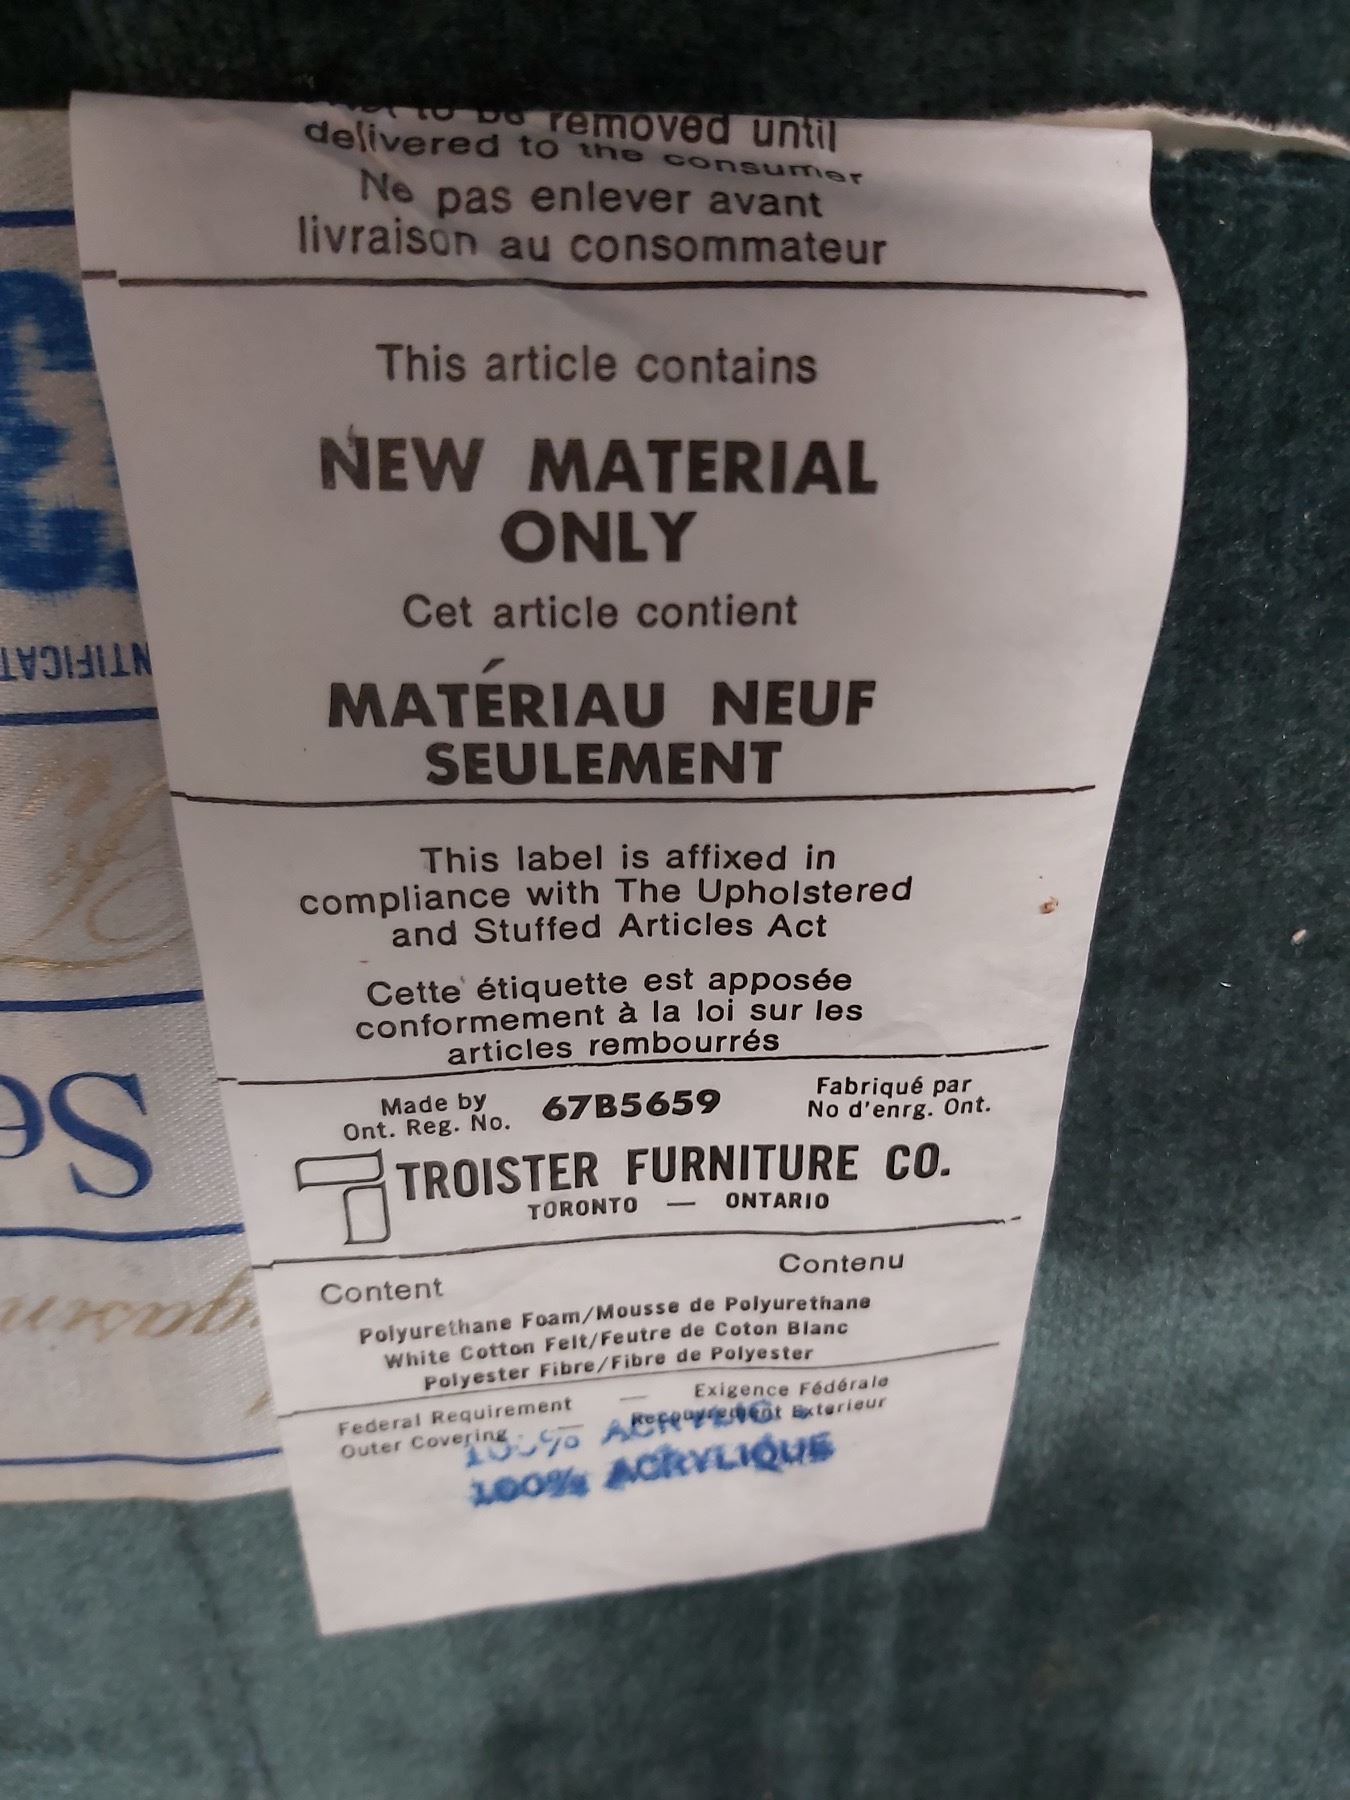 to be removed until
delivered to the consumer
Ne pas enlever avant
livraison au consommateur
This article contains
NEW MATERIAL
ONLY
Cet article contient
MATÉRIAU NEUF
SEULEMENT
This label is affixed in
compliance with The Upholstered
and Stuffed Articles Act
Cette étiquette est apposée
conformement à la loi sur les
articles rembourrés
Made by
Ont. Reg. No.
67B5659
Fabriqué par
No d'enrg. Ont.
TROISTER FURNITURE CO.
TORONTO — ONTARIO
Content
Contenu
Polyurethane Foam/Mousse de Polyurethane
White Cotton Felt/Feutre de Coton Blanc
Polyester Fibre/Fibre de Polyester
Federal Requirement — Exigence Fédérale
Outer Covering — Recouvrement Exterieur
100% ACRYLIC
100% ACRYLIQUE